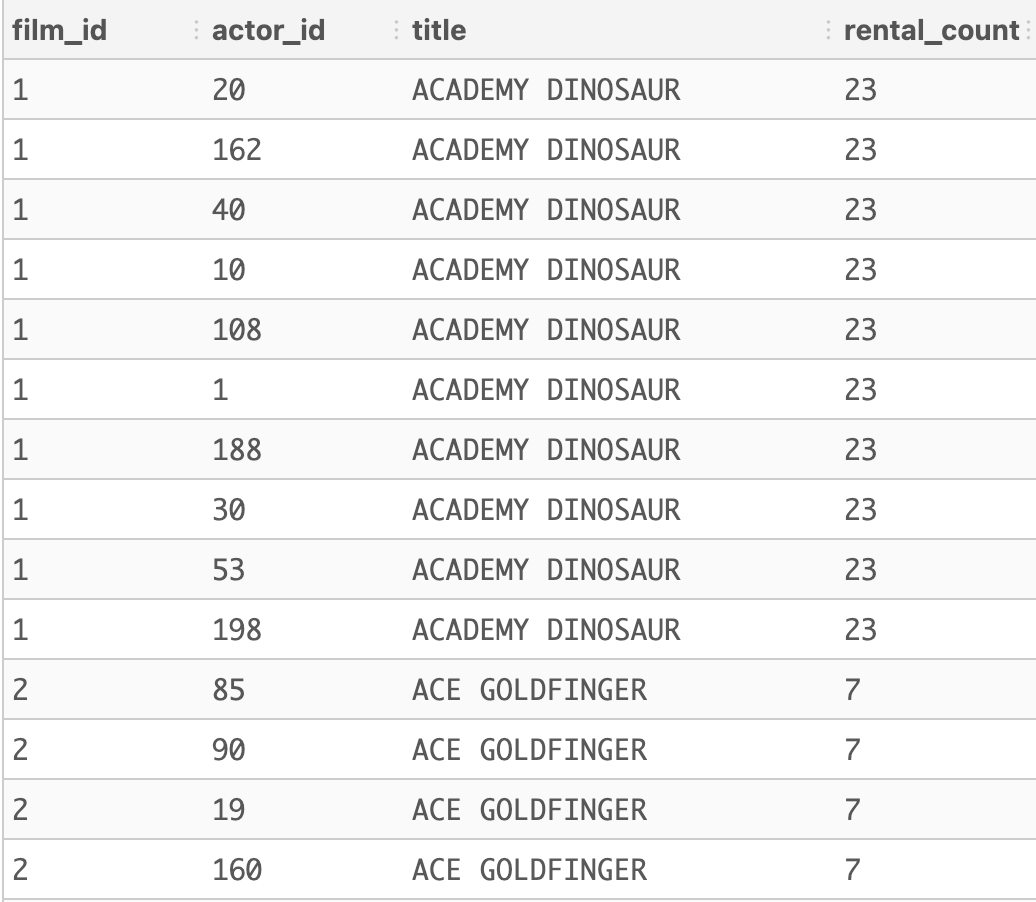 film_id actor_id title rental_count
1 20 ACADEMY DINOSAUR 23
1 162 ACADEMY DINOSAUR 23
1 40 ACADEMY DINOSAUR 23
1 10 ACADEMY DINOSAUR 23
1 108 ACADEMY DINOSAUR 23
1 1 ACADEMY DINOSAUR 23
1 188 ACADEMY DINOSAUR 23
1 30 ACADEMY DINOSAUR 23
1 53 ACADEMY DINOSAUR 23
1 198 ACADEMY DINOSAUR 23
2 85 ACE GOLDFINGER 7
2 90 ACE GOLDFINGER 7
2 19 ACE GOLDFINGER 7
2 160 ACE GOLDFINGER 7